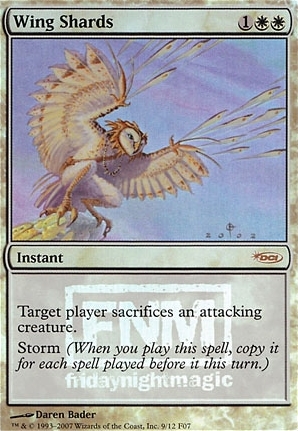 Wing Shards 1
2002
DCI
Instant
FNM
Target player sacrifices an attacking
creature.
Storm (When you play this spell, copy it
for each spell played before it this turn.)
fridaynightmagic
Daren Bader
™ & © 1993-2007 Wizards of the Coast, Inc. 9/12 F07